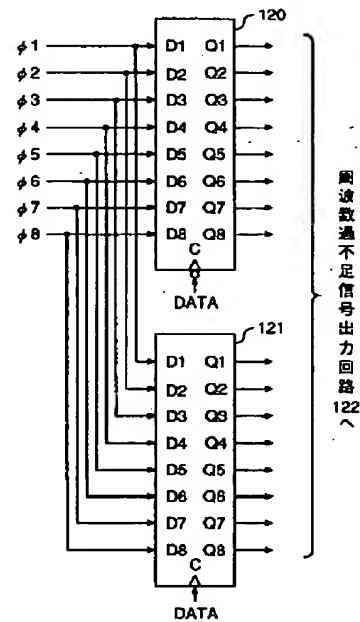 120
φ1 D1 Q1
φ2 D2 Q2
φ3 D3 Q3
φ4 D4 Q4
φ5 D5 Q5
φ6 D6 Q6
φ7 D7 Q7
φ8 D8 Q8
C
DATA
121
D1 Q1
D2 Q2
D3 Q3
D4 Q4
D5 Q5
D6 Q6
D7 Q7
D8 Q8
C
DATA
周波数過不足信号出力回路122へ